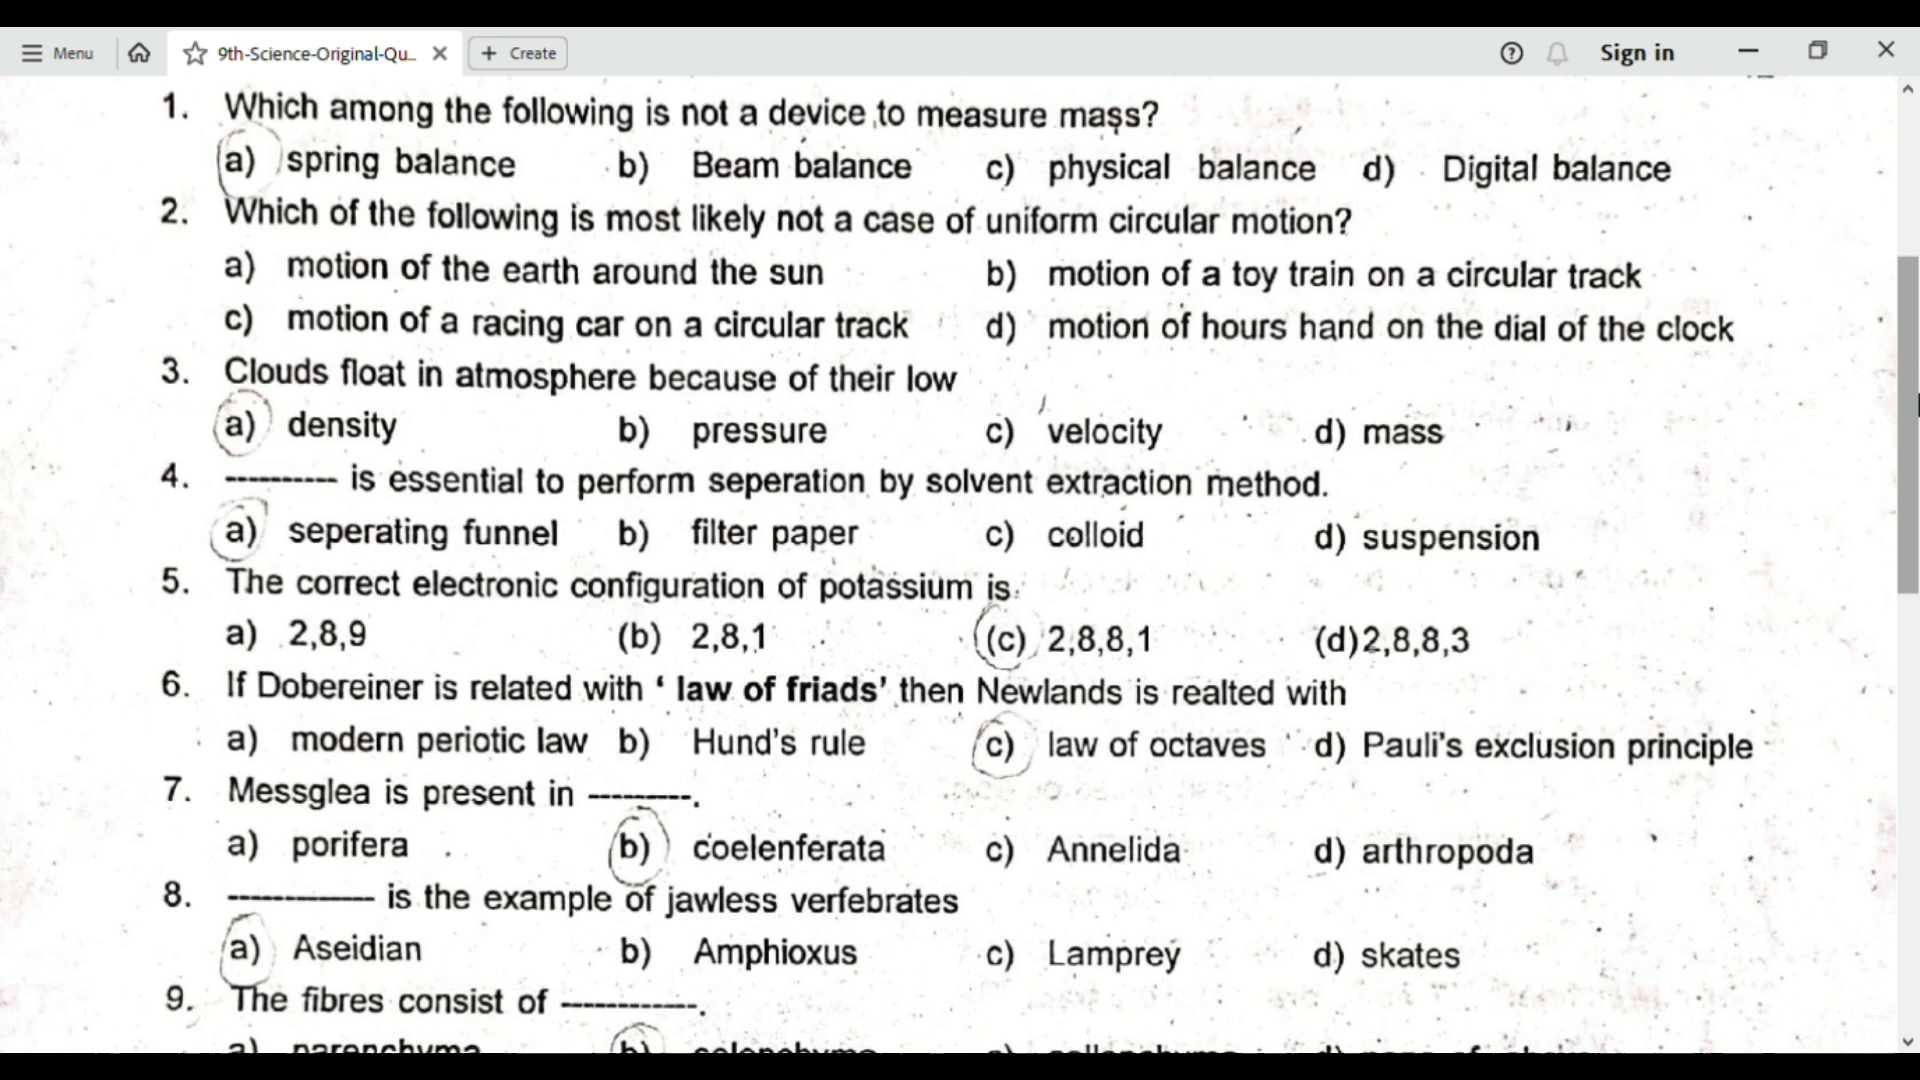 Menu
9th-Science-Original-Qu...
+ Create
Sign in
1. Which among the following is not a device to measure mass?
a) spring balance b) Beam balance c) physical balance d) Digital balance
2. Which of the following is most likely not a case of uniform circular motion?
a) motion of the earth around the sun b) motion of a toy train on a circular track
c) motion of a racing car on a circular track d) motion of hours hand on the dial of the clock
3. Clouds float in atmosphere because of their low
a) density b) pressure c) velocity d) mass
4. ---------- is essential to perform seperation by solvent extraction method.
a) seperating funnel b) filter paper c) colloid d) suspension
5. The correct electronic configuration of potassium is
a) 2,8,9 (b) 2,8,1 (c) 2,8,8,1 (d)2,8,8,3
6. If Dobereiner is related with ‘ law of friads’ then Newlands is realted with
a) modern periotic law b) Hund's rule c) law of octaves d) Pauli's exclusion principle
7. Messglea is present in ---------.
a) porifera b) coelenferata c) Annelida d) arthropoda
8. ------------- is the example of jawless verfebrates
a) Aseidian b) Amphioxus c) Lamprey d) skates
9. The fibres consist of ------------.